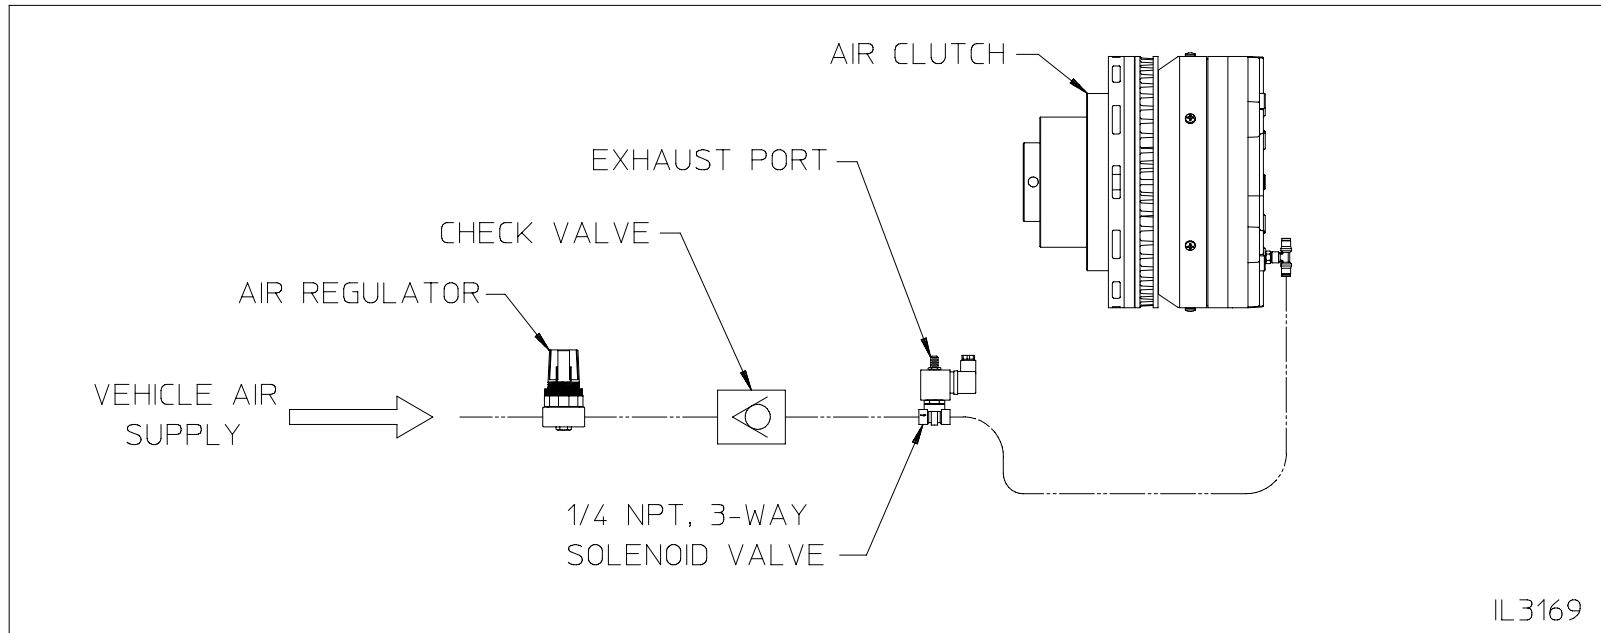 AIR CLUTCH
EXHAUST PORT
CHECK VALVE
AIR REGULATOR
VEHICLE AIR
SUPPLY
1/4 NPT, 3-WAY
SOLENOID VALVE
IL3169